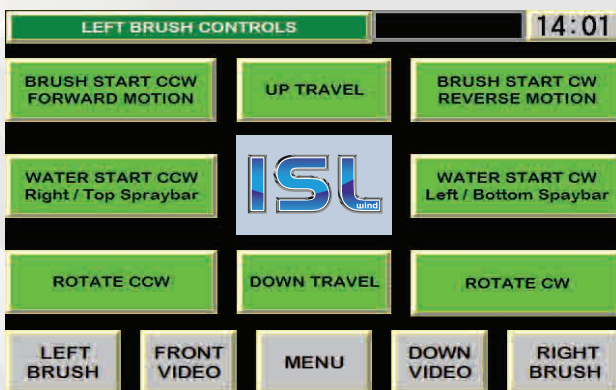 LEFT BRUSH CONTROLS
14:01
BRUSH START CCW
FORWARD MOTION
UP TRAVEL
BRUSH START CW
REVERSE MOTION
WATER START CCW
Right / Top Spraybar
ISL
wind
WATER START CW
Left / Bottom Spaybar
ROTATE CCW
DOWN TRAVEL
ROTATE CW
LEFT
BRUSH
FRONT
VIDEO
MENU
DOWN
VIDEO
RIGHT
BRUSH